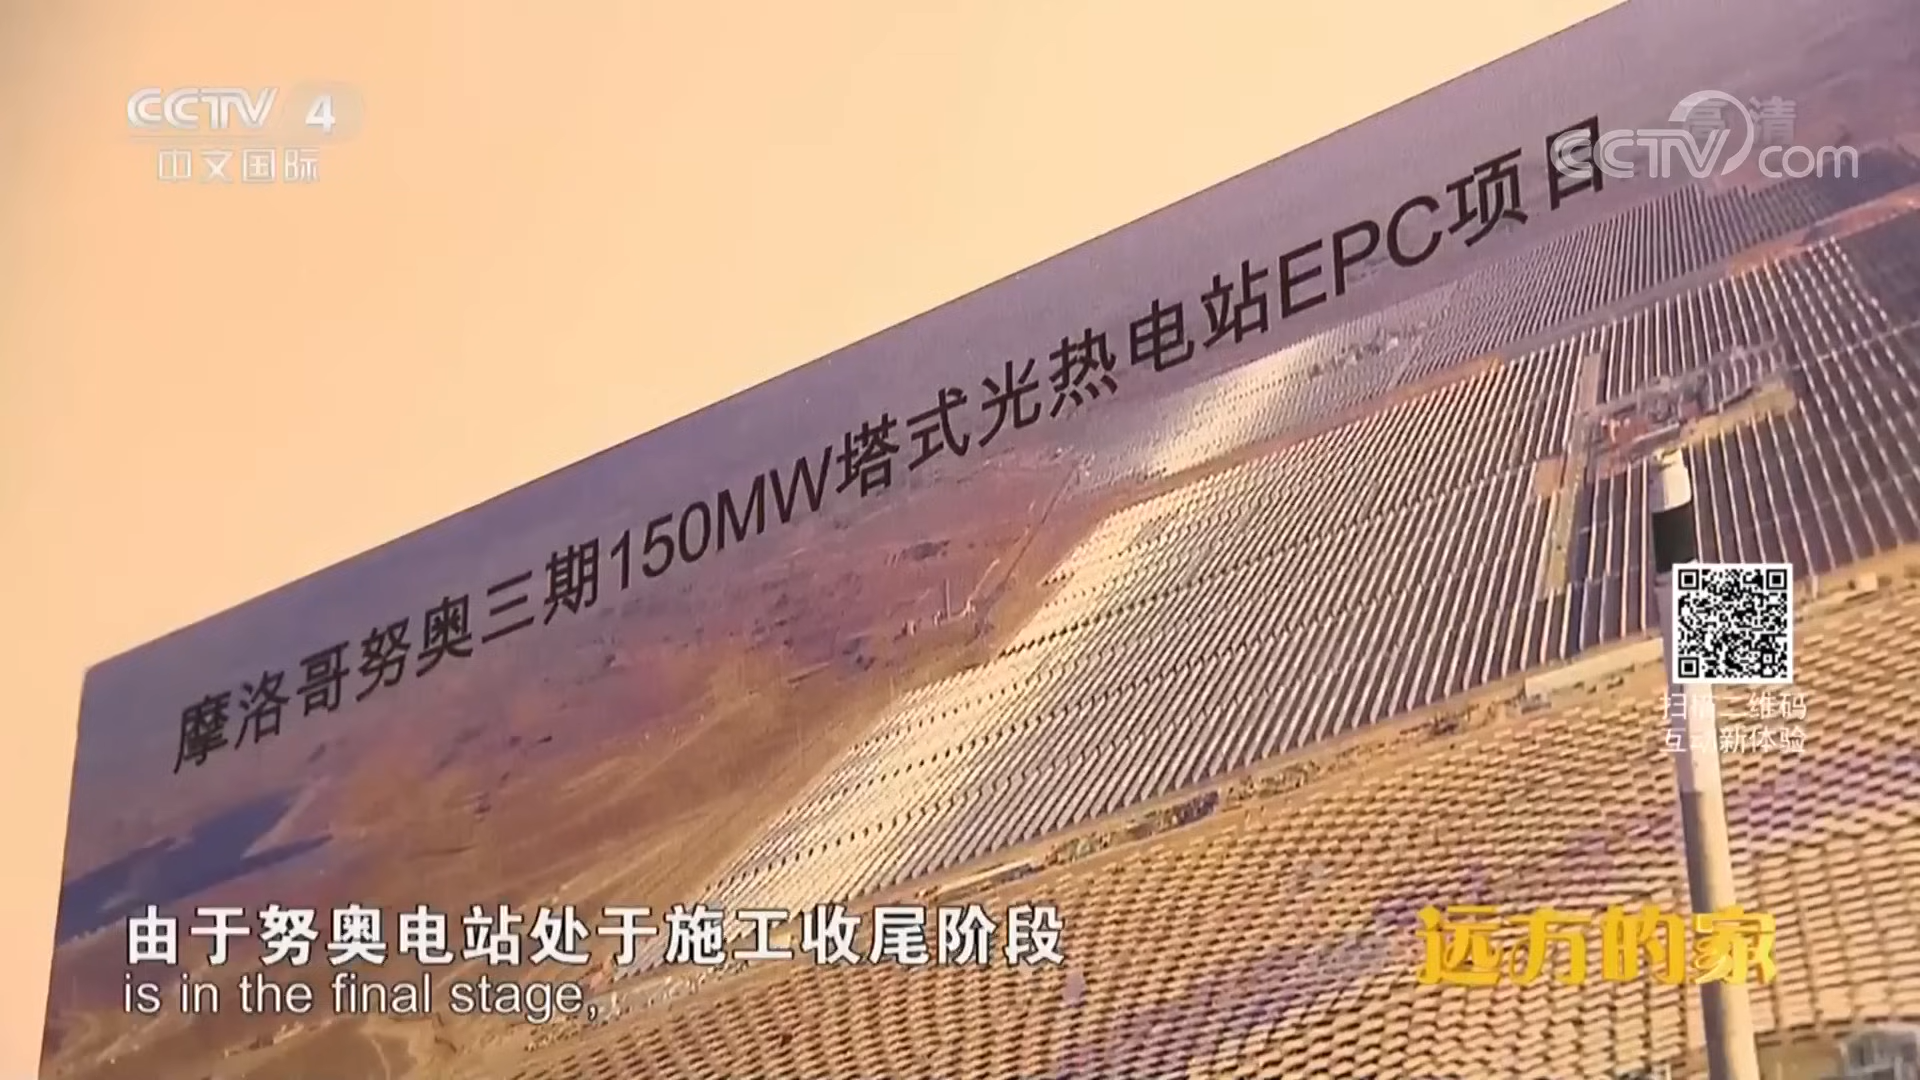 CCTV 4
中文国际
高清
CCTV.com
摩洛哥努奥三期150MW塔式光热电站EPC项目
扫描二维码
互动新体验
由于努奥电站处于施工收尾阶段
is in the final stage,
远方的家